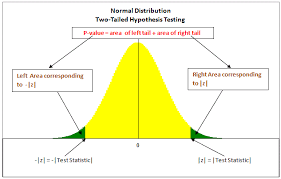 Normal Distribution
Two-Tailed Hypothesis Testing
P-value = area of left tail + area of right tail
Left Area corresponding
to -|z|
Right Area corresponding
to |z|
0
-|z| = -|Test Statistic|
|z| = |Test Statistic|